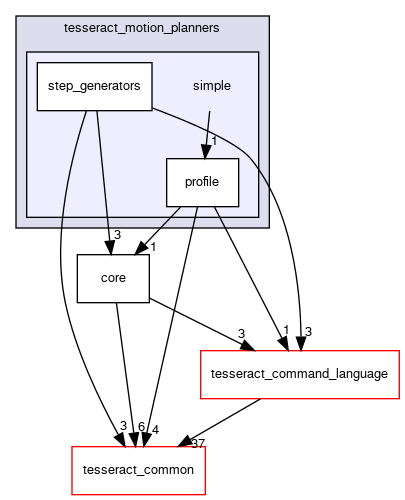 tesseract_motion_planners
step_generators
simple
1
profile
3
1
core
3
1
3
tesseract_command_language
3
6
4
37
tesseract_common